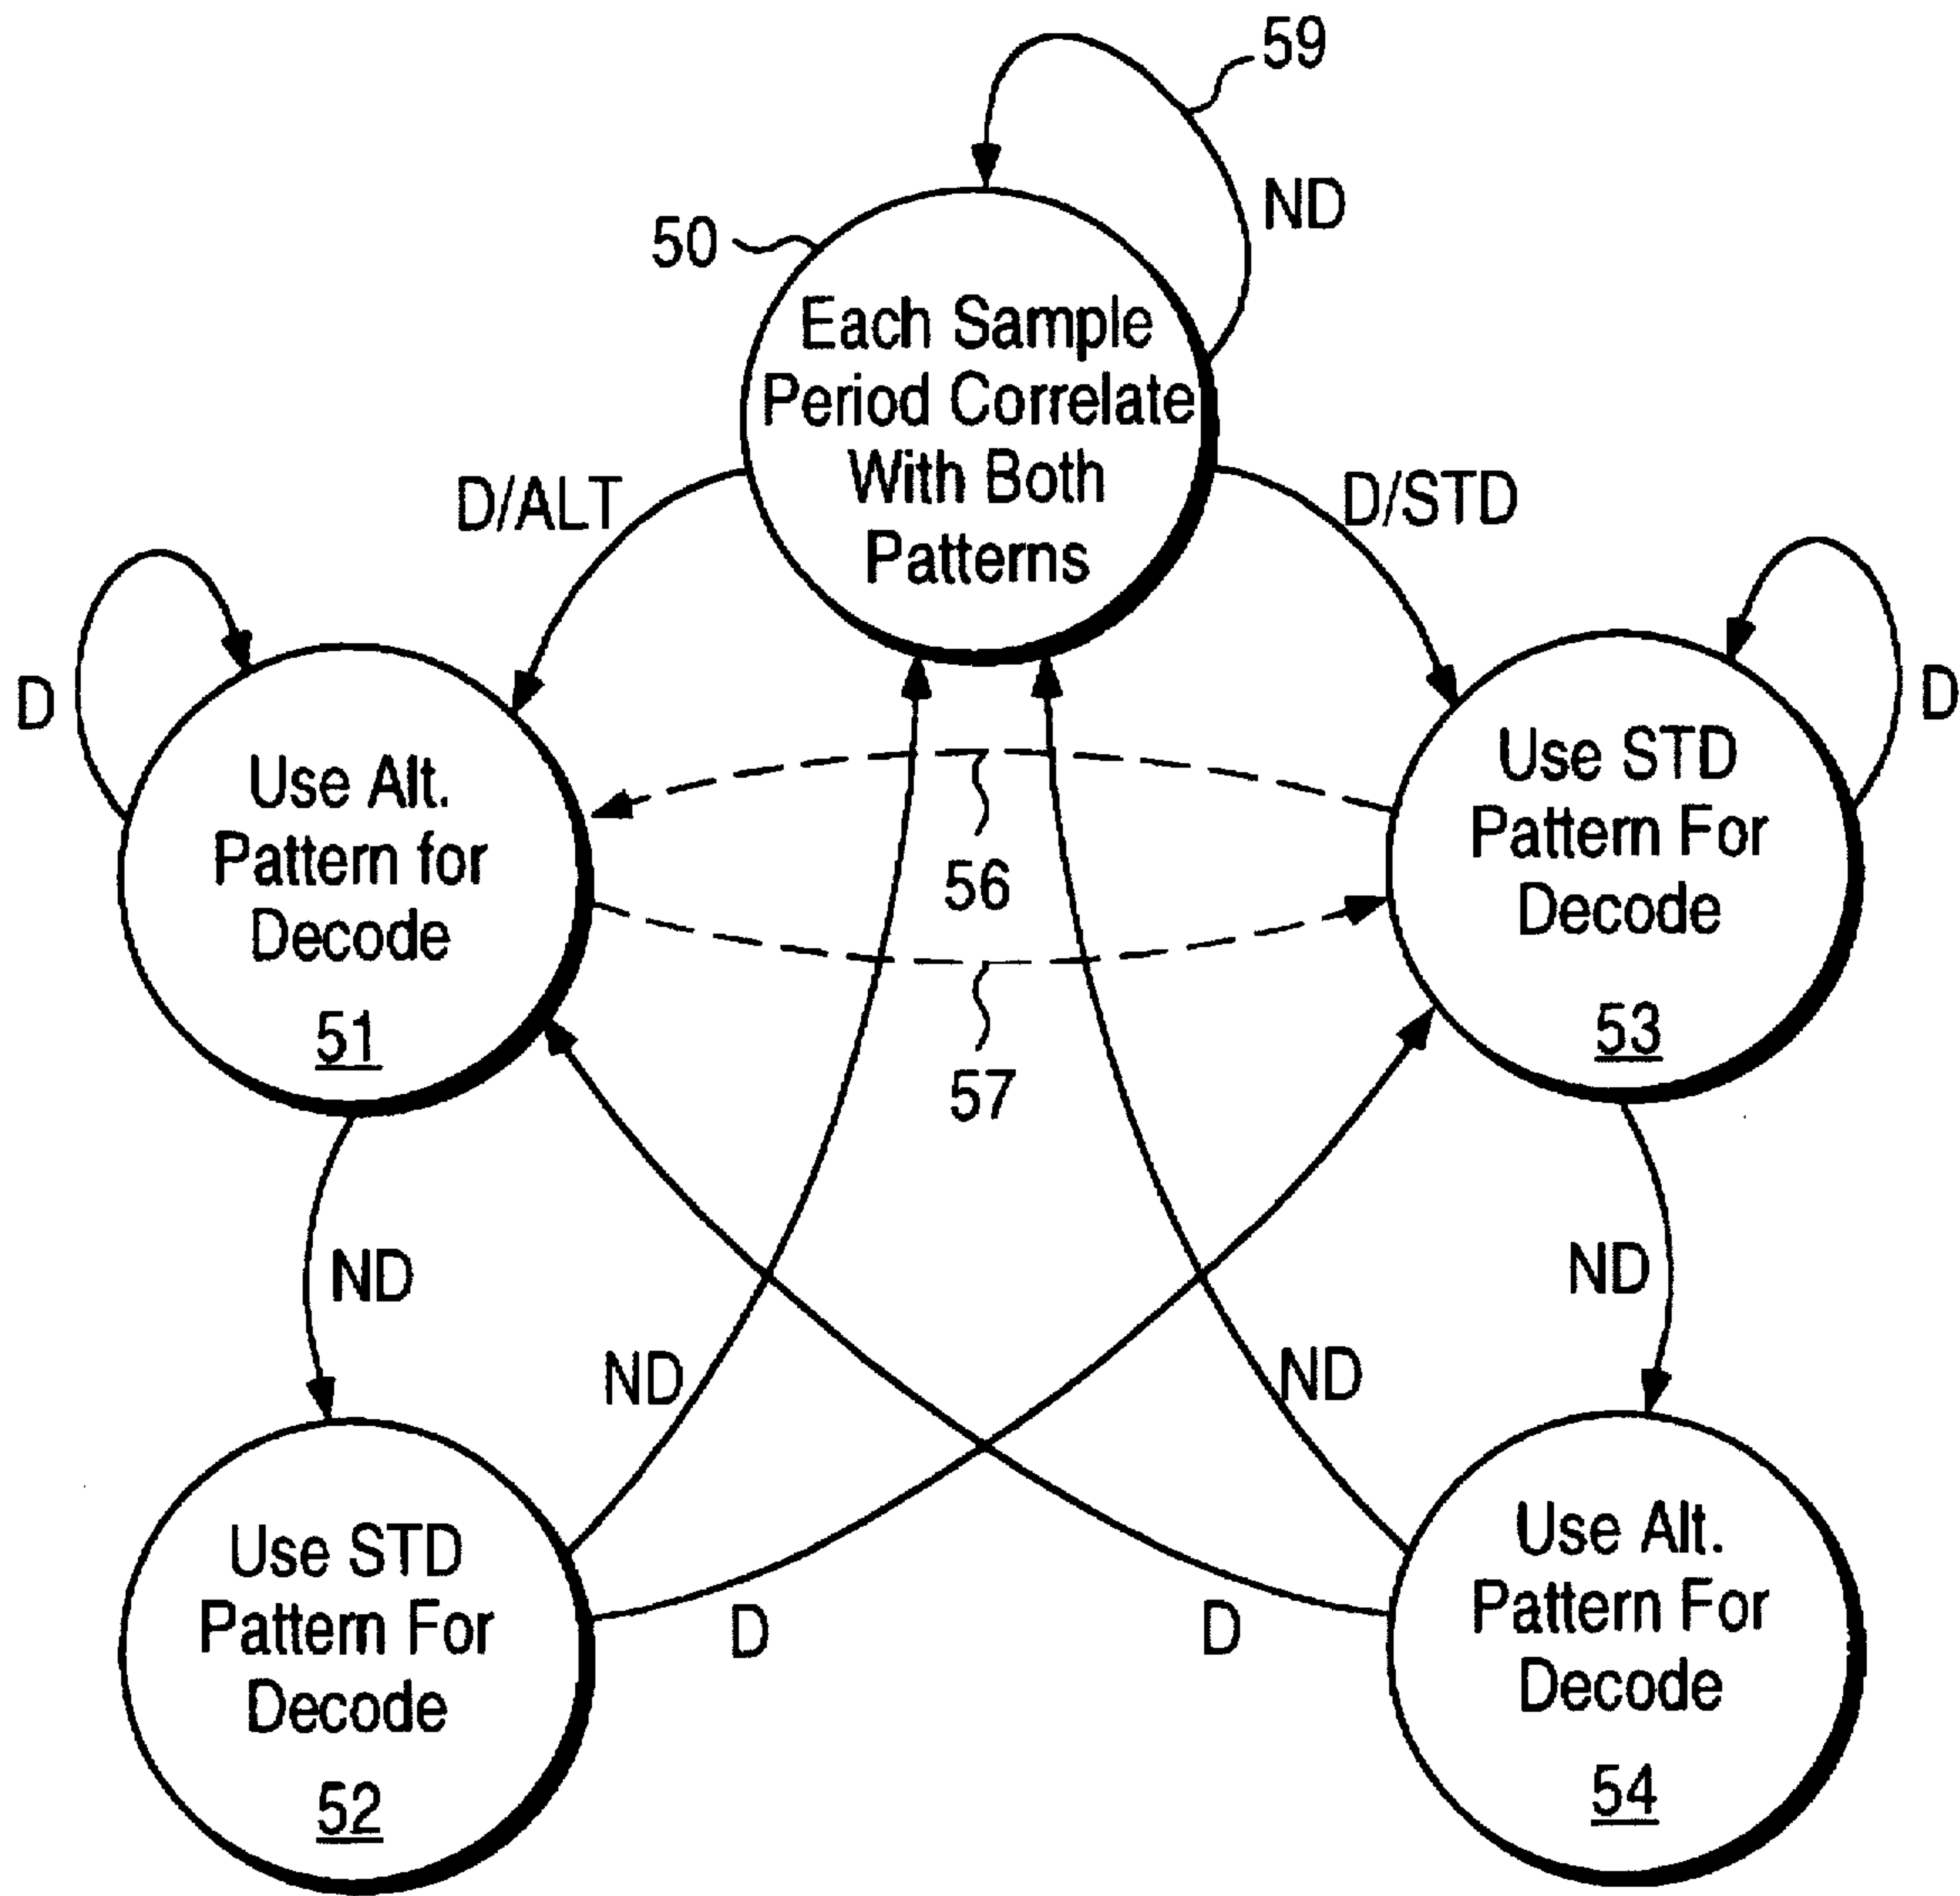 59
ND
50
Each Sample
Period Correlate
With Both
Patterns
D/ALT
D/STD
D
D
Use Alt.
Pattern for
Decode
51
Use STD
Pattern For
Decode
53
56
57
ND
ND
ND
ND
Use STD
Pattern For
Decode
52
D
D
Use Alt.
Pattern For
Decode
54